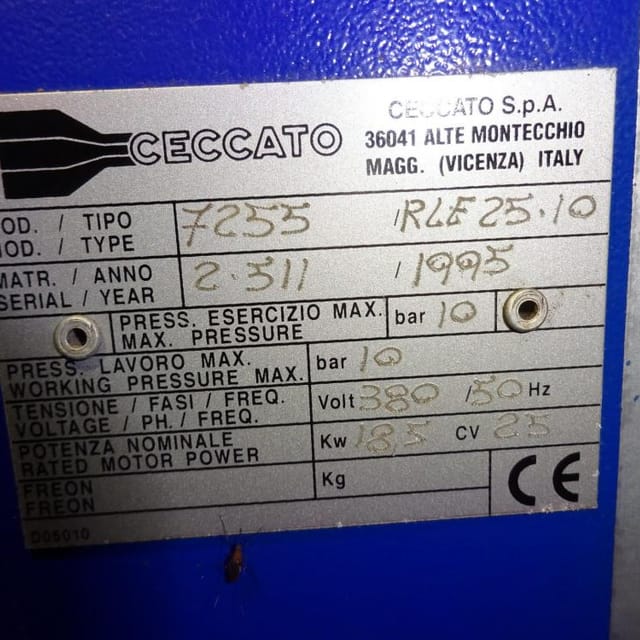 CECCATO
CECCATO S.p.A.
36041 ALTE MONTECCHIO
MAGG. (VICENZA) ITALY
OD. / TIPO 7255 / RLE 25.10
OD. / TYPE
MATR. / ANNO 2.511 / 1995
SERIAL / YEAR
PRESS. ESERCIZIO MAX. bar 10
MAX. PRESSURE
PRESS. LAVORO MAX. bar 10
WORKING PRESSURE MAX.
TENSIONE / FASI / FREQ. Volt 380 / 50 Hz
VOLTAGE / PH. / FREQ.
POTENZA NOMINALE Kw 18.5 CV 25
RATED MOTOR POWER
FREON Kg
FREON
CE
D05010